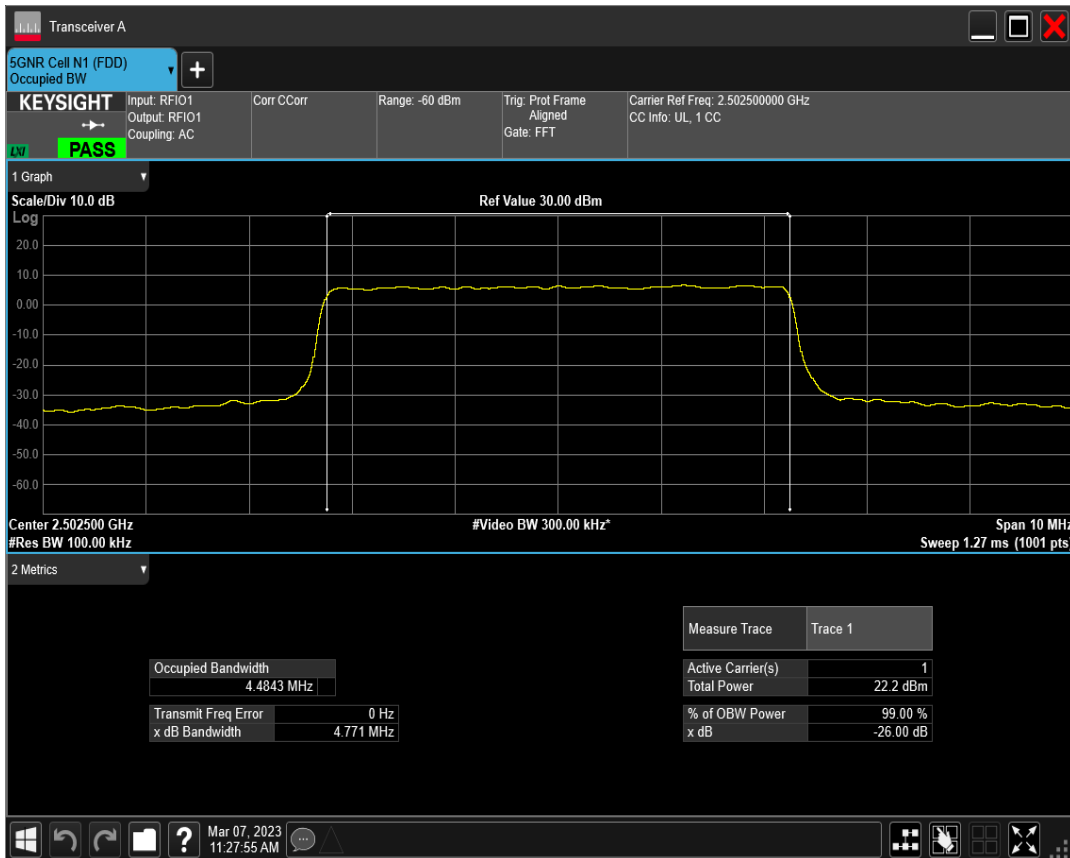 Transceiver A
5GNR Cell N1 (FDD)
Occupied BW
+
KEYSIGHT
LXI
PASS
Input: RFIO1
Output: RFIO1
Coupling: AC
Corr CCorr
Range: -60 dBm
Trig: Prot Frame
Aligned
Gate: FFT
Carrier Ref Freq: 2.502500000 GHz
CC Info: UL, 1 CC
1 Graph
Scale/Div 10.0 dB
Ref Value 30.00 dBm
Log
20.0
10.0
0.00
-10.0
-20.0
-30.0
-40.0
-50.0
-60.0
Center 2.502500 GHz
#Video BW 300.00 kHz*
Span 10 MHz
#Res BW 100.00 kHz
Sweep 1.27 ms (1001 pts)
2 Metrics
Measure Trace Trace 1
Occupied Bandwidth
4.4843 MHz
Active Carrier(s) 1
Total Power 22.2 dBm
Transmit Freq Error 0 Hz
x dB Bandwidth 4.771 MHz
% of OBW Power 99.00 %
x dB -26.00 dB
?
Mar 07, 2023
11:27:55 AM